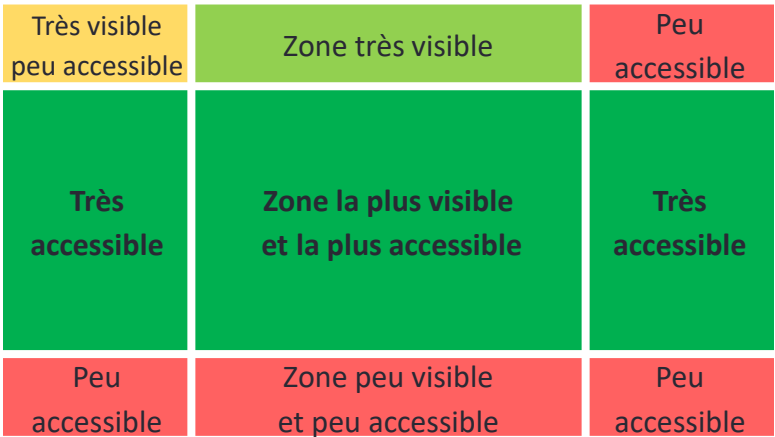 Très visible
peu accessible
Zone très visible
Peu
accessible
Très
accessible
Zone la plus visible
et la plus accessible
Très
accessible
Peu
accessible
Zone peu visible
et peu accessible
Peu
accessible